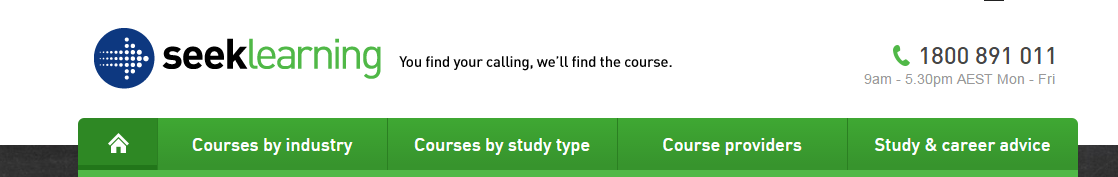 seeklearning
You find your calling, we'll find the course.
1800 891 011
9am - 5.30pm AEST Mon - Fri
Courses by industry
Courses by study type
Course providers
Study & career advice